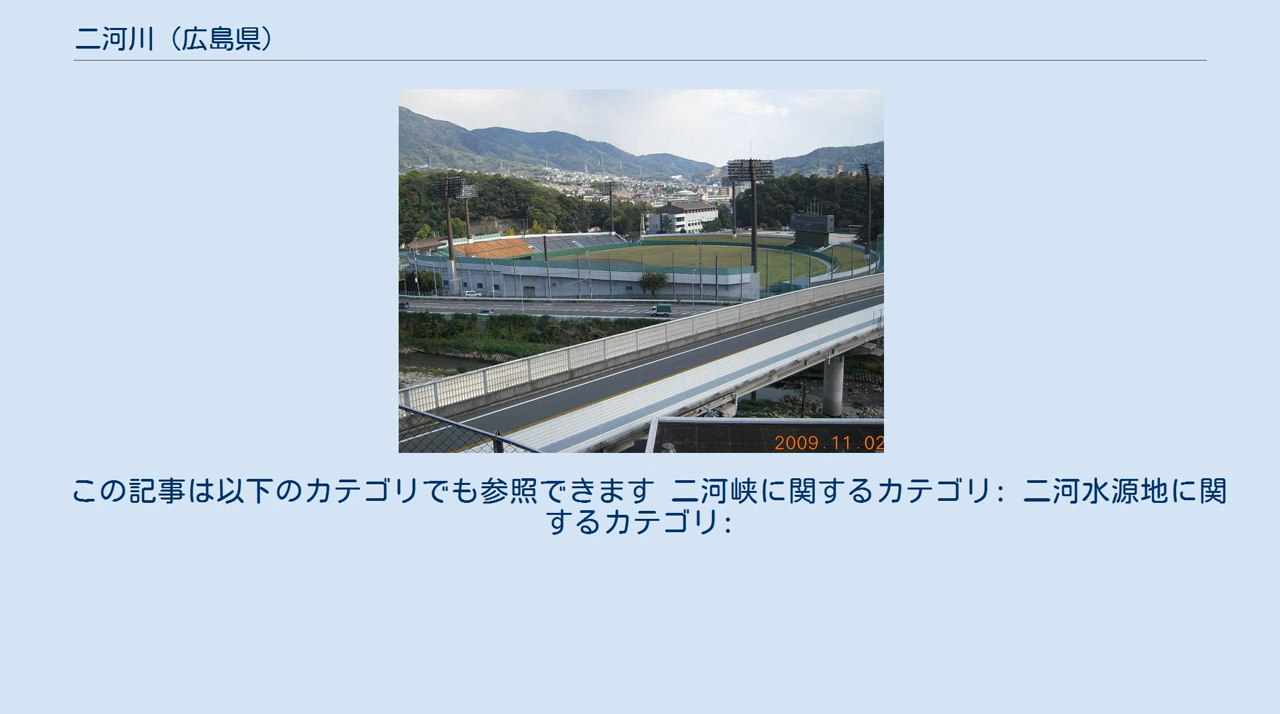 二河川（広島県）
2009.11.02
この記事は以下のカテゴリでも参照できます 二河峡に関するカテゴリ: 二河水源地に関
するカテゴリ: